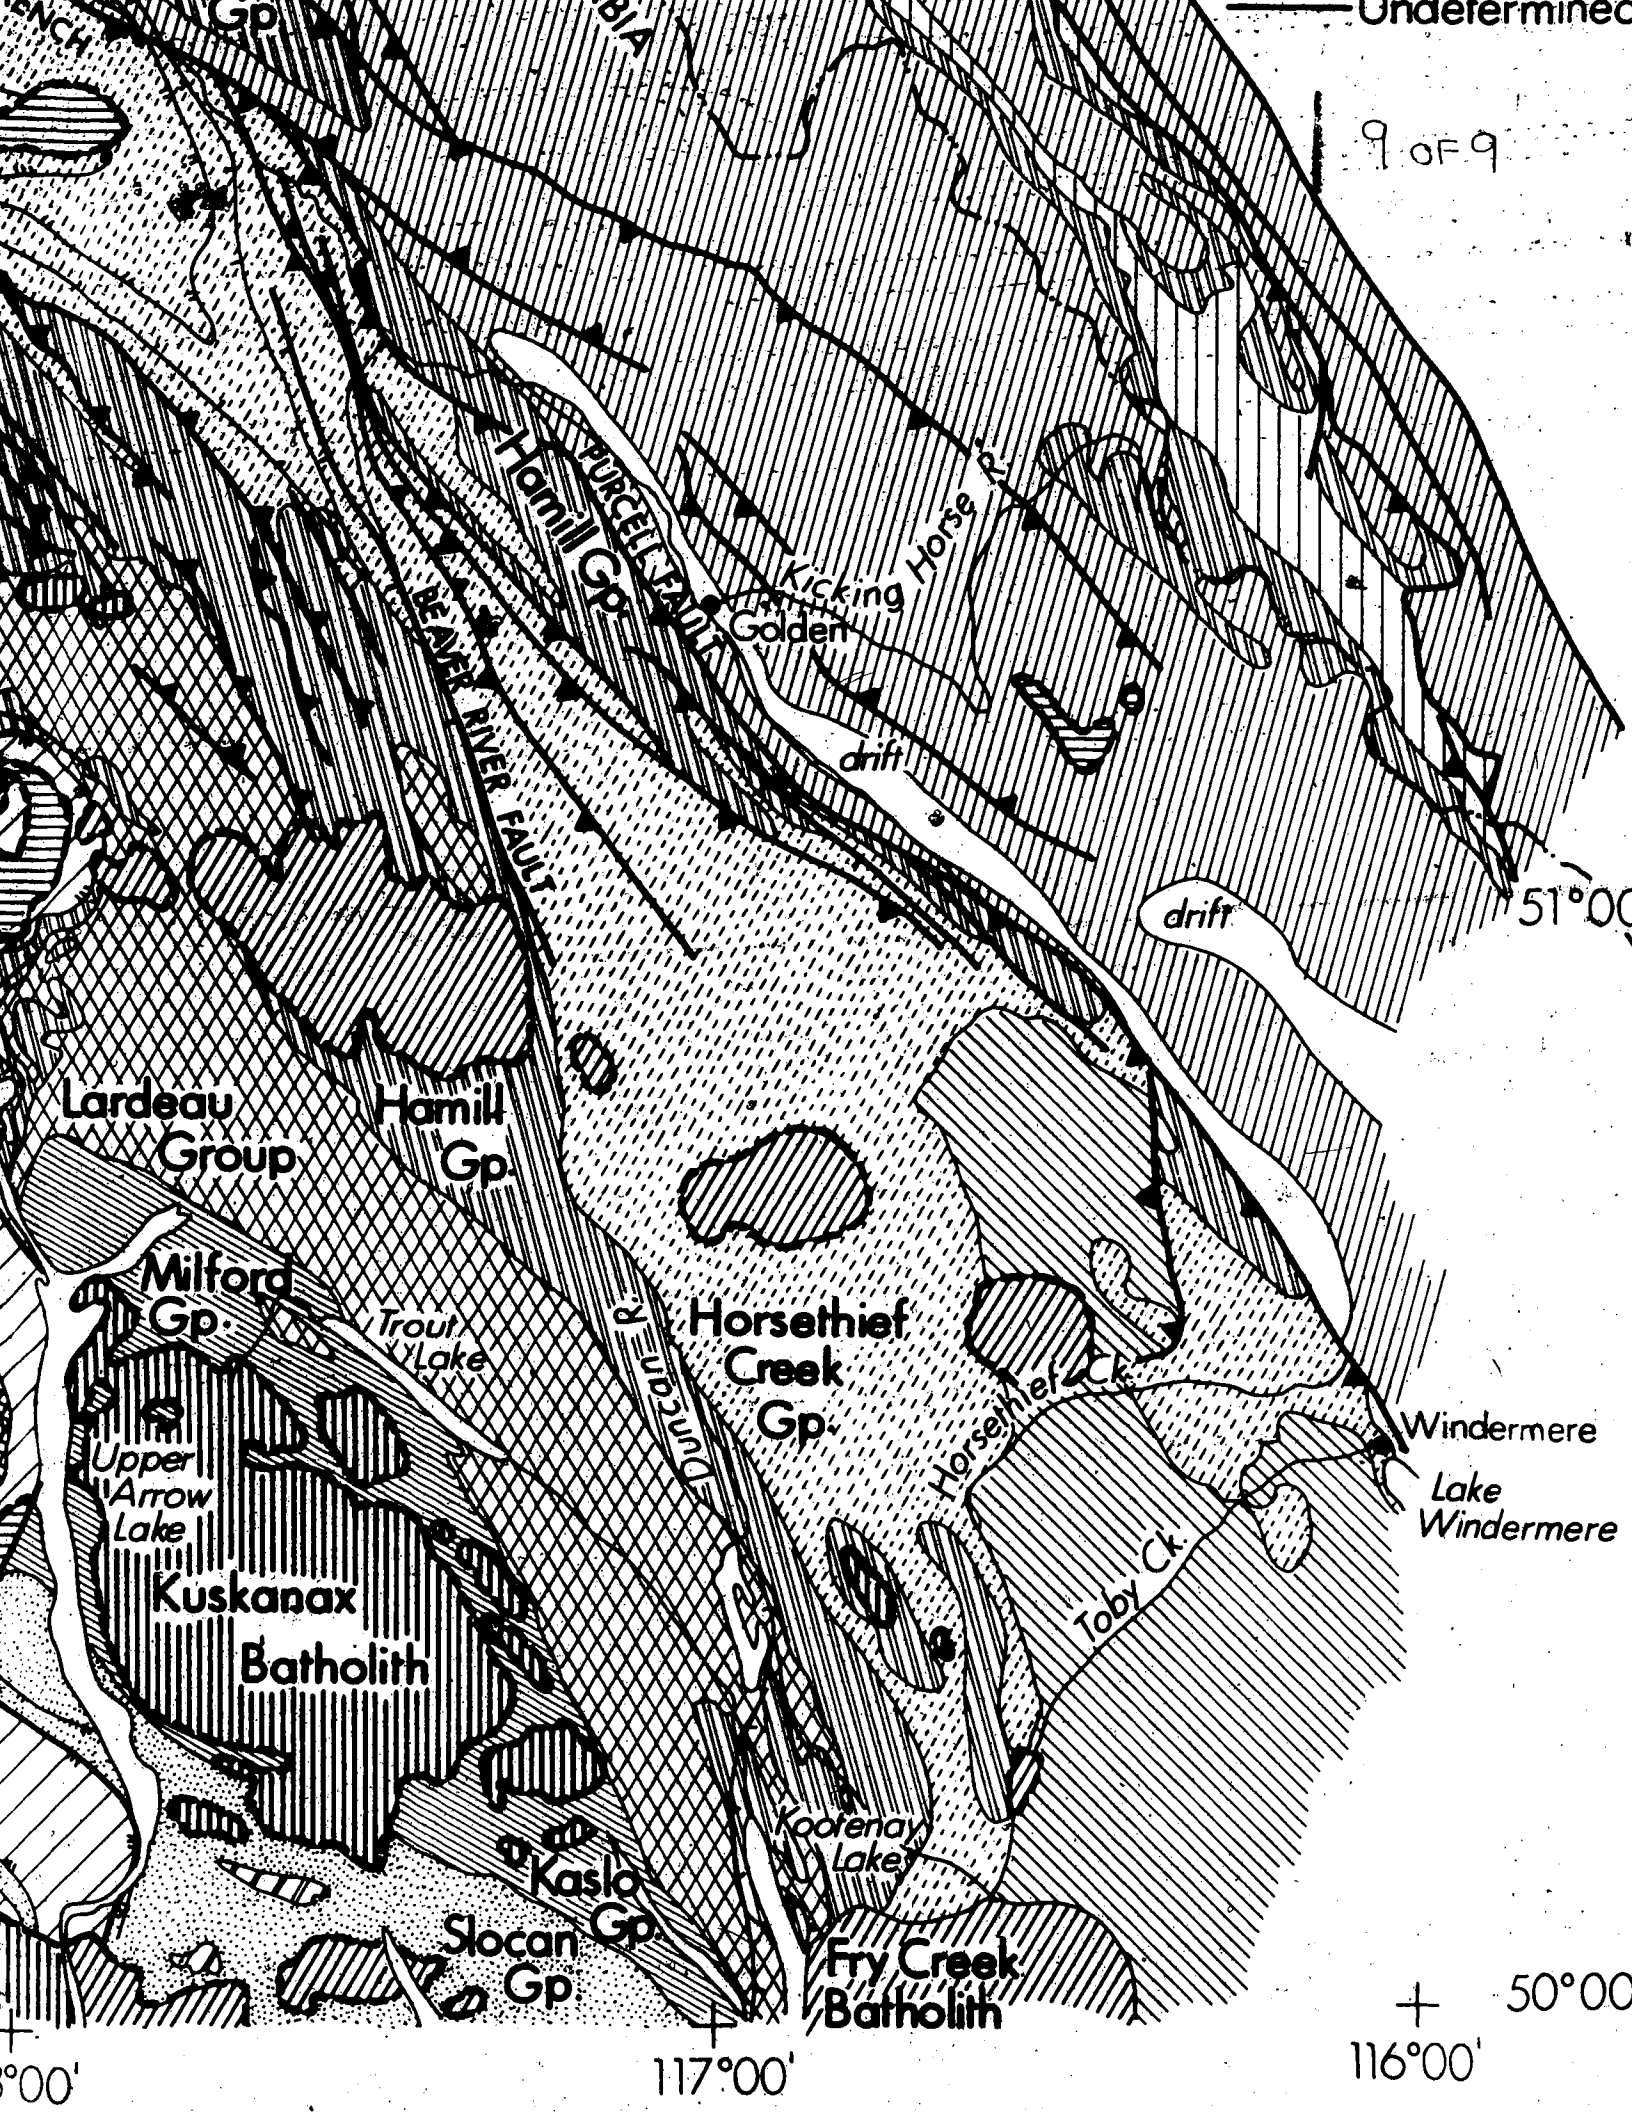 Undetermined
ENCH
Gp.
BIA
9 OF 9
Hamill Gp.
PURCELL FAULT
Kicking Horse R.
Golden
BEAVER RIVER FAULT
drift
drift
51°00
Lardeau
Group
Hamill
Gp.
Milford
Gp.
Trout
Lake
Duncan R.
Horsethief
Creek
Gp.
Horsethief Ck
Windermere
Lake
Windermere
Upper
Arrow
Lake
Toby Ck
Kuskanax
Batholith
Kootenay
Lake
Kaslo
Gp.
Slocan
Gp.
Fry Creek
Batholith
50°00
8°00'
117°00'
116°00'